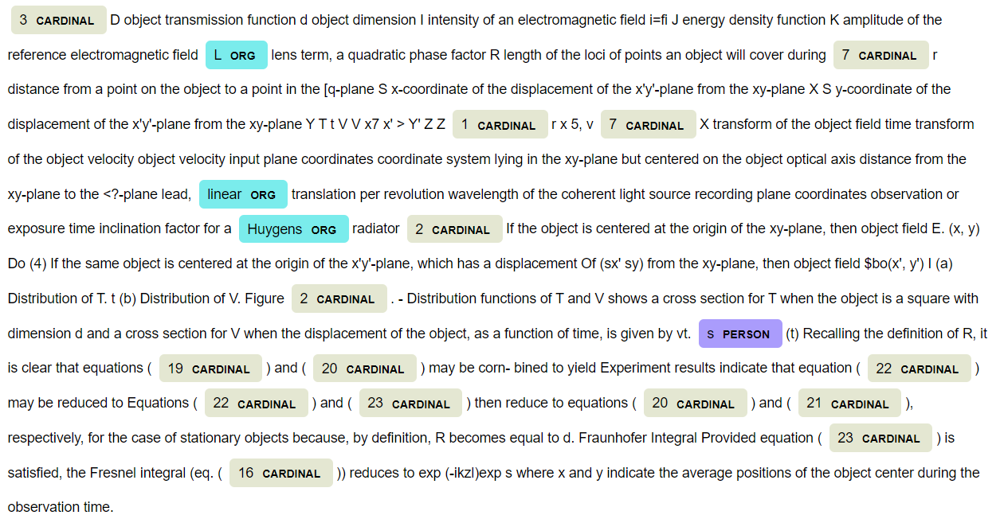 3 CARDINAL D object transmission function d object dimension I intensity of an electromagnetic field i=fi J energy density function K amplitude of the
reference electromagnetic field L ORG lens term, a quadratic phase factor R length of the loci of points an object will cover during 7 CARDINAL r
distance from a point on the object to a point in the [q-plane S x-coordinate of the displacement of the x'y'-plane from the xy-plane X S y-coordinate of the
displacement of the x'y'-plane from the xy-plane Y T t V V x7 x' > Y' Z Z 1 CARDINAL r x 5, v 7 CARDINAL X transform of the object field time transform
of the object velocity object velocity input plane coordinates coordinate system lying in the xy-plane but centered on the object optical axis distance from the
xy-plane to the <?-plane lead, linear ORG translation per revolution wavelength of the coherent light source recording plane coordinates observation or
exposure time inclination factor for a Huygens ORG radiator 2 CARDINAL If the object is centered at the origin of the xy-plane, then object field E. (x, y)
Do (4) If the same object is centered at the origin of the x'y'-plane, which has a displacement Of (sx' sy) from the xy-plane, then object field $bo(x', y') I (a)
Distribution of T. t (b) Distribution of V. Figure 2 CARDINAL . - Distribution functions of T and V shows a cross section for T when the object is a square with
dimension d and a cross section for V when the displacement of the object, as a function of time, is given by vt. s PERSON (t) Recalling the definition of R, it
is clear that equations ( 19 CARDINAL ) and ( 20 CARDINAL ) may be corn- bined to yield Experiment results indicate that equation ( 22 CARDINAL )
may be reduced to Equations ( 22 CARDINAL ) and ( 23 CARDINAL ) then reduce to equations ( 20 CARDINAL ) and ( 21 CARDINAL ),
respectively, for the case of stationary objects because, by definition, R becomes equal to d. Fraunhofer Integral Provided equation ( 23 CARDINAL ) is
satisfied, the Fresnel integral (eq. ( 16 CARDINAL )) reduces to exp (-ikzl)exp s where x and y indicate the average positions of the object center during the
observation time.